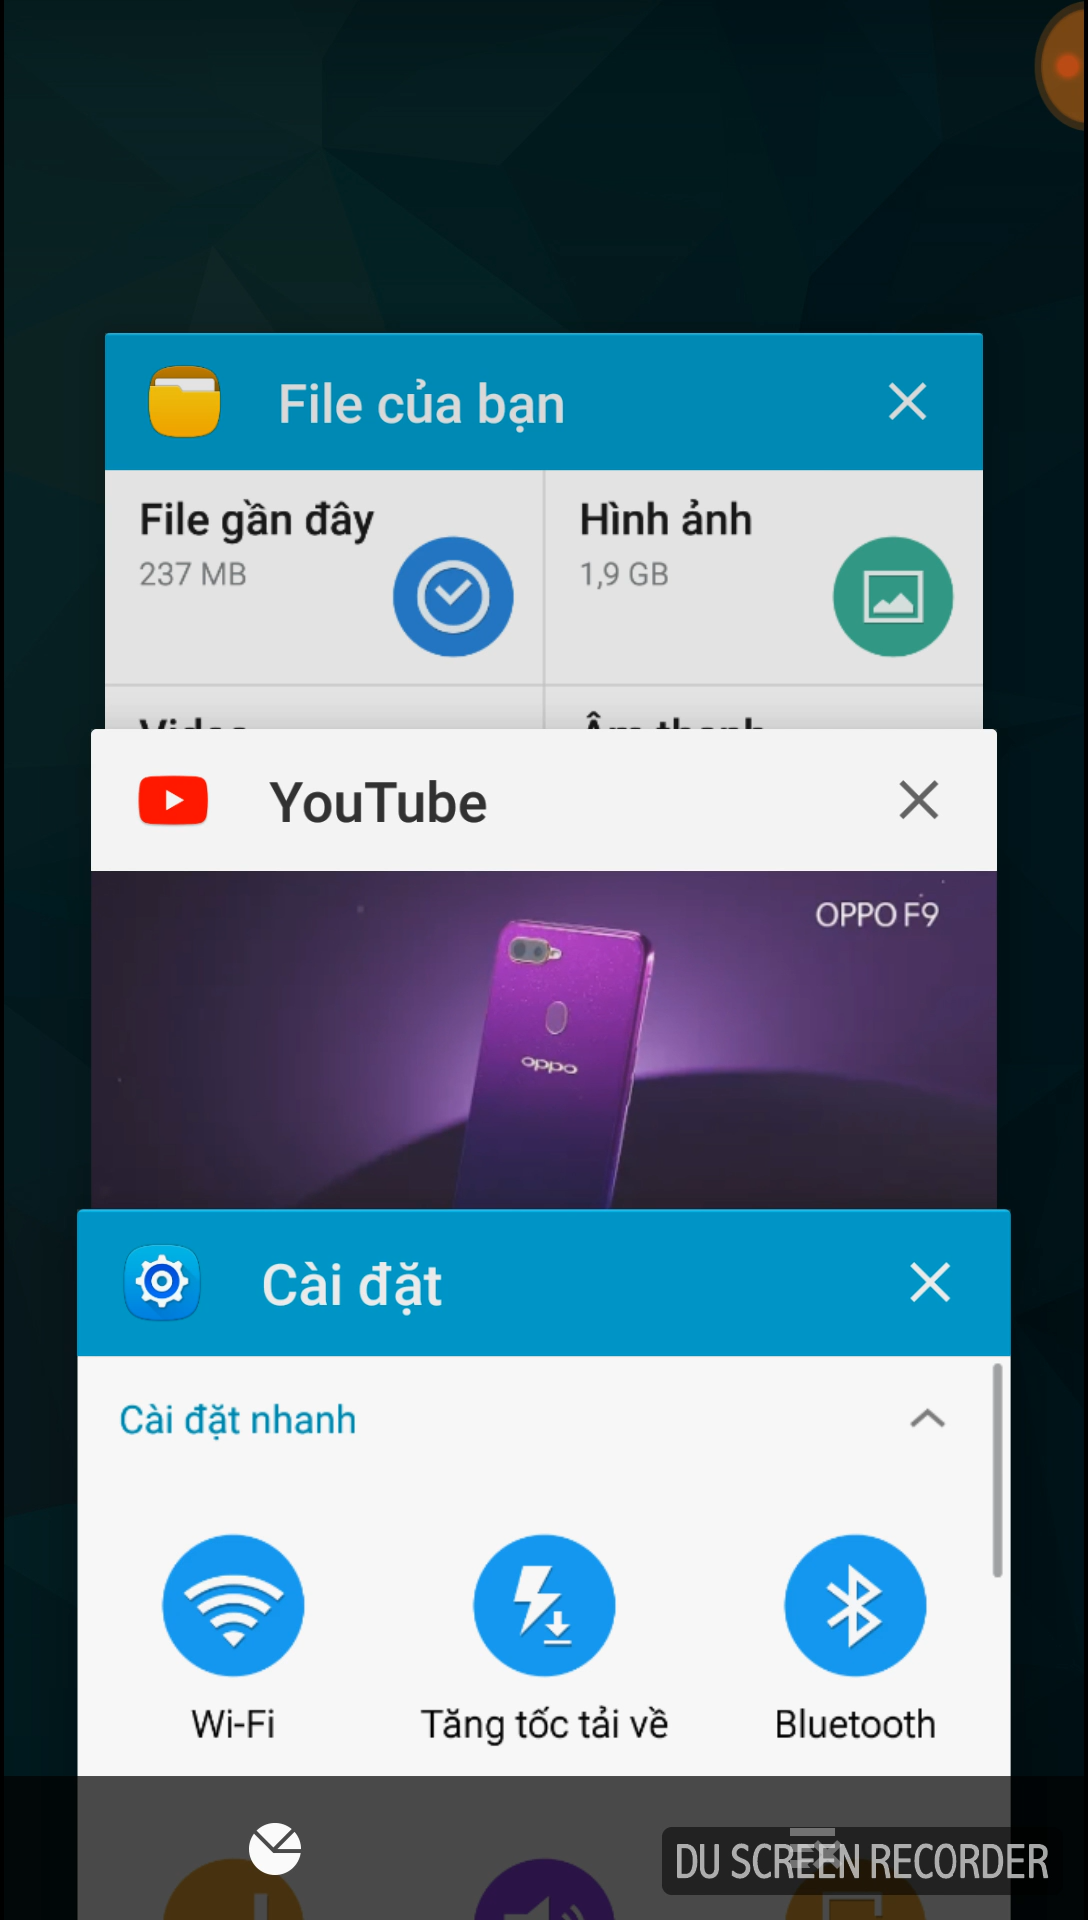 File của bạn
File gần đây
Hình ảnh
237 MB
1,9 GB
Video
Âm thanh
YouTube
OPPO F9
oppo
Cài đặt
Cài đặt nhanh
Wi-Fi
Tăng tốc tải về
Bluetooth
DU SCREEN RECORDER